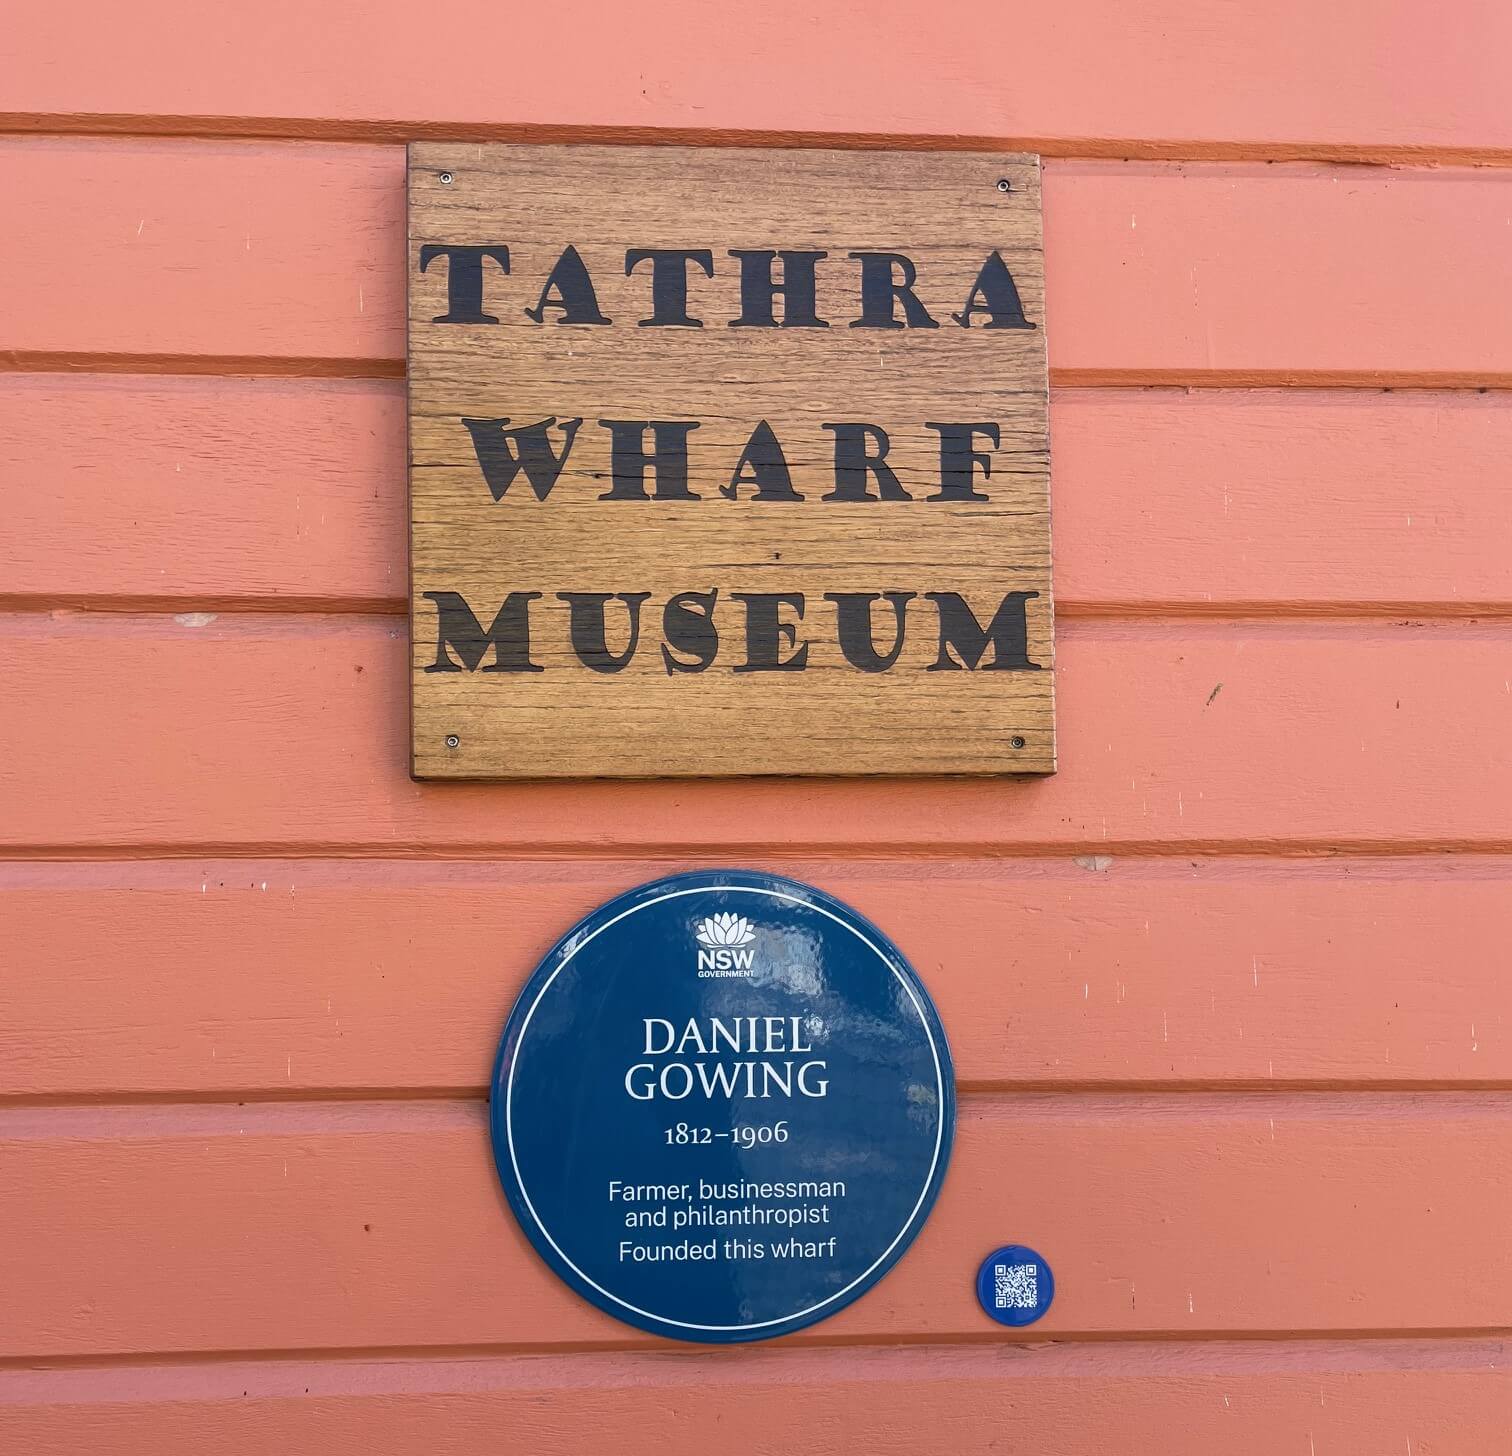 TATHRA
WHARF
MUSEUM
NSW
GOVERNMENT
DANIEL
GOWING
1812–1906
Farmer, businessman
and philanthropist
Founded this wharf